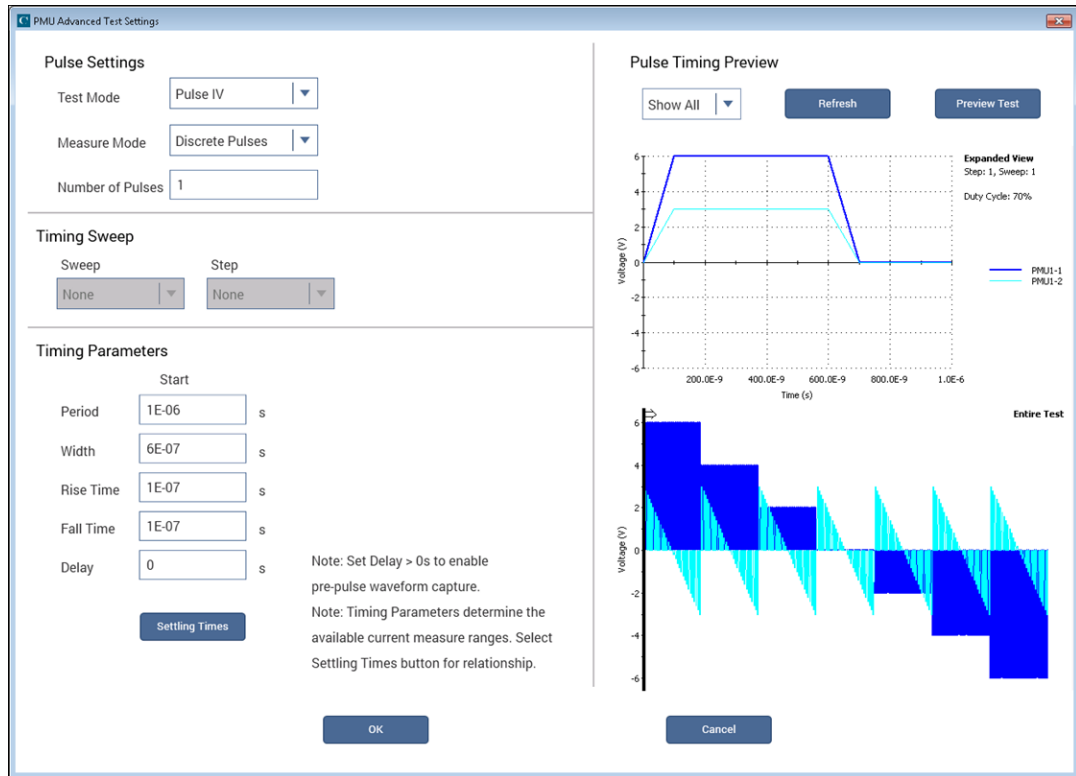 PMU Advanced Test Settings
Pulse Settings
Test Mode
Pulse IV
Measure Mode
Discrete Pulses
Number of Pulses
1
Timing Sweep
Sweep
Step
None
None
Timing Parameters
Start
Period
1E-06
s
Width
6E-07
s
Rise Time
1E-07
s
Fall Time
1E-07
s
Delay
0
s
Settling Times
Note: Set Delay > 0s to enable
pre-pulse waveform capture.
Note: Timing Parameters determine the
available current measure ranges. Select
Settling Times button for relationship.
Pulse Timing Preview
Show All
Refresh
Preview Test
Voltage (V)
6
4
2
0
-2
-4
-6
200.0E-9 400.0E-9 600.0E-9 800.0E-9 1.0E-6
Time (s)
Expanded View
Step: 1, Sweep: 1
Duty Cycle: 70%
PMU1-1
PMU1-2
Entire Test
Voltage (V)
6
4
2
0
-2
-4
-6
OK
Cancel